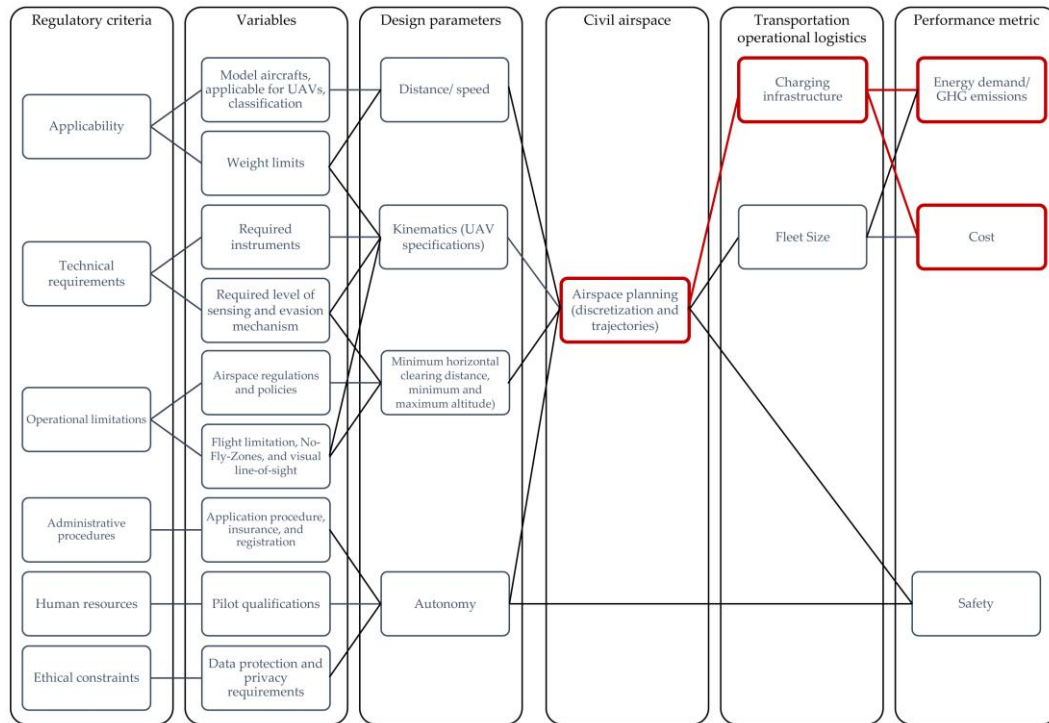 Regulatory criteria
Applicability
Technical
requirements
Operational limitations
Administrative
procedures
Human resources
Ethical constraints
Variables
Model aircrafts,
applicable for UAVs,
classification
Weight limits
Required
instruments
Required level of
sensing and evasion
mechanism
Airspace regulations
and policies
Flight limitation, No-
Fly-Zones, and visual
line-of-sight
Application procedure,
insurance, and
registration
Pilot qualifications
Data protection and
privacy
requirements
Design parameters
Distance/ speed
Kinematics (UAV
specifications)
Minimum horizontal
clearing distance,
minimum and
maximum altitude)
Autonomy
Civil airspace
Airspace planning
(discretization and
trajectories)
Transportation
operational logistics
Charging
infrastructure
Fleet Size
Performance metric
Energy demand/
GHG emissions
Cost
Safety